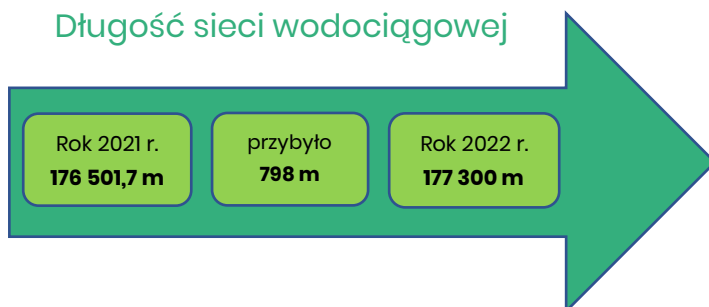 Długość sieci wodociągowej
Rok 2021 r.
176 501,7 m
przybyło
798 m
Rok 2022 r.
177 300 m